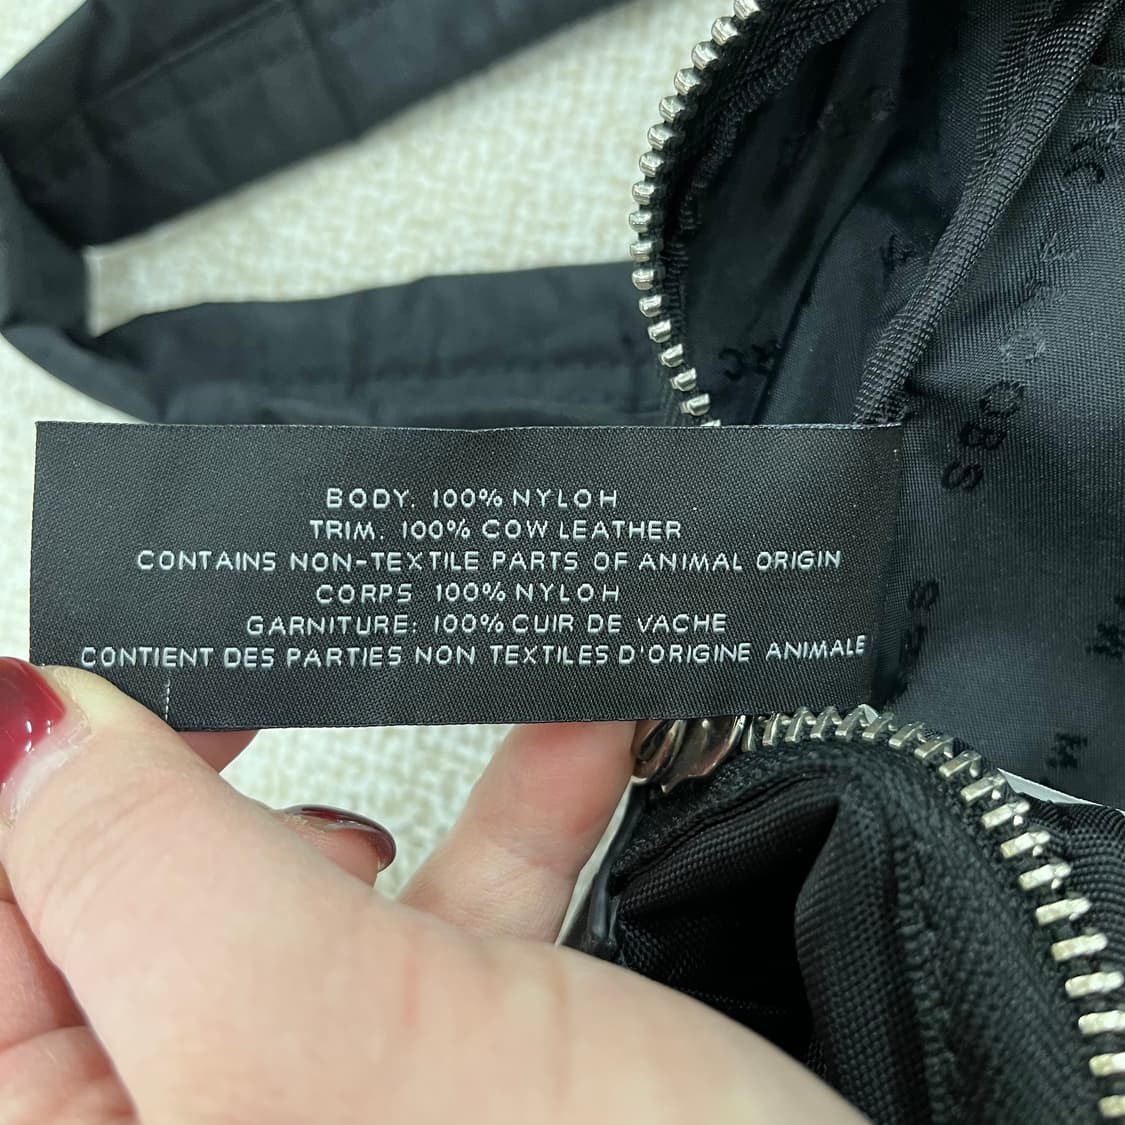 BODY. 100% NYLOH
TRIM. 100% COW LEATHER
CONTAINS NON-TEXTILE PARTS OF ANIMAL ORIGIN
CORPS 100% NYLOH
GARNITURE: 100% CUIR DE VACHE
CONTIENT DES PARTIES NON TEXTILES D'ORIGINE ANIMALE